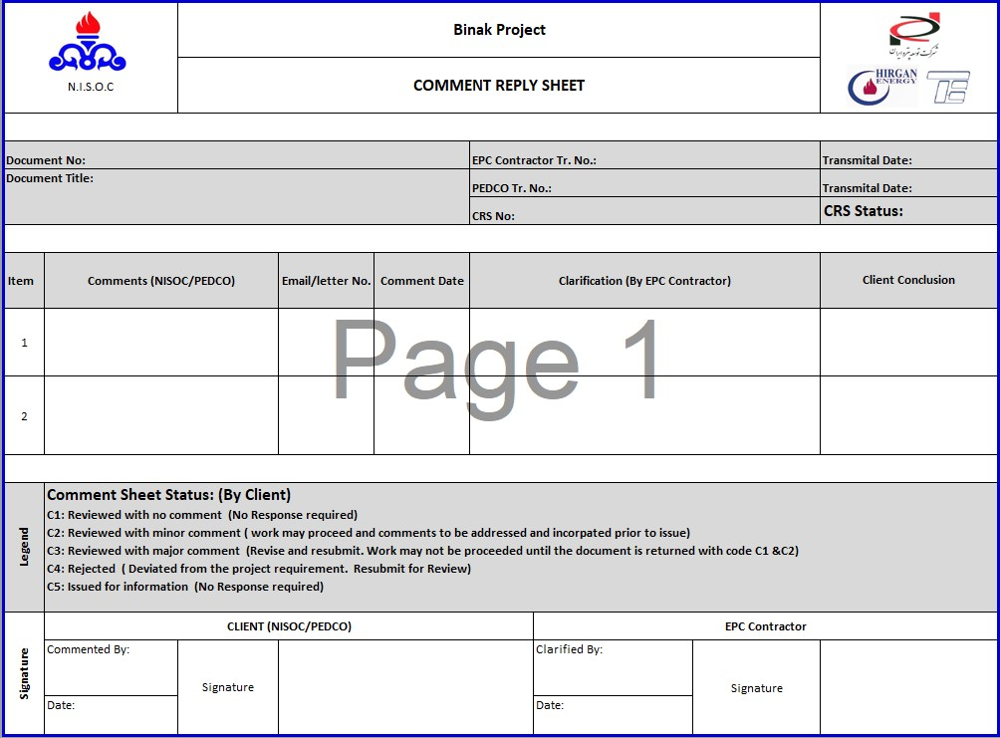 N.I.S.O.C
Binak Project
COMMENT REPLY SHEET
HIRGAN
ENERGY
Document No:
EPC Contractor Tr. No.:
Transmital Date:
Document Title:
PEDCO Tr. No.:
Transmital Date:
CRS No:
CRS Status:
Item
Comments (NISOC/PEDCO)
Email/letter No.
Comment Date
Clarification (By EPC Contractor)
Client Conclusion
1
2
Page 1
Legend
Comment Sheet Status: (By Client)
C1: Reviewed with no comment (No Response required)
C2: Reviewed with minor comment ( work may proceed and comments to be addressed and incorpated prior to issue)
C3: Reviewed with major comment (Revise and resubmit. Work may not be proceeded until the document is returned with code C1 &C2)
C4: Rejected ( Deviated from the project requirement. Resubmit for Review)
C5: Issued for information (No Response required)
Signature
CLIENT (NISOC/PEDCO)
EPC Contractor
Commented By:
Signature
Clarified By:
Signature
Date:
Date: